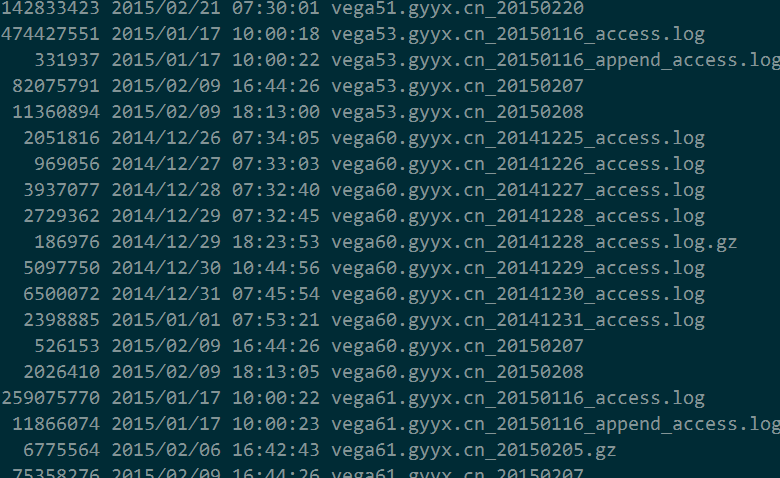 142833423 2015/02/21 07:30:01 vega51.gyyx.cn_20150220
474427551 2015/01/17 10:00:18 vega53.gyyx.cn_20150116_access.log
331937 2015/01/17 10:00:22 vega53.gyyx.cn_20150116_append_access.log
82075791 2015/02/09 16:44:26 vega53.gyyx.cn_20150207
11360894 2015/02/09 18:13:00 vega53.gyyx.cn_20150208
2051816 2014/12/26 07:34:05 vega60.gyyx.cn_20141225_access.log
969056 2014/12/27 07:33:03 vega60.gyyx.cn_20141226_access.log
3937077 2014/12/28 07:32:40 vega60.gyyx.cn_20141227_access.log
2729362 2014/12/29 07:32:45 vega60.gyyx.cn_20141228_access.log
186976 2014/12/29 18:23:53 vega60.gyyx.cn_20141228_access.log.gz
5097750 2014/12/30 10:44:56 vega60.gyyx.cn_20141229_access.log
6500072 2014/12/31 07:45:54 vega60.gyyx.cn_20141230_access.log
2398885 2015/01/01 07:53:21 vega60.gyyx.cn_20141231_access.log
526153 2015/02/09 16:44:26 vega60.gyyx.cn_20150207
2026410 2015/02/09 18:13:05 vega60.gyyx.cn_20150208
259075770 2015/01/17 10:00:22 vega61.gyyx.cn_20150116_access.log
11866074 2015/01/17 10:00:23 vega61.gyyx.cn_20150116_append_access.log
6775564 2015/02/06 16:42:43 vega61.gyyx.cn_20150205.gz
75358276 2015/02/09 16:44:26 vega61.gyyx.cn_20150207